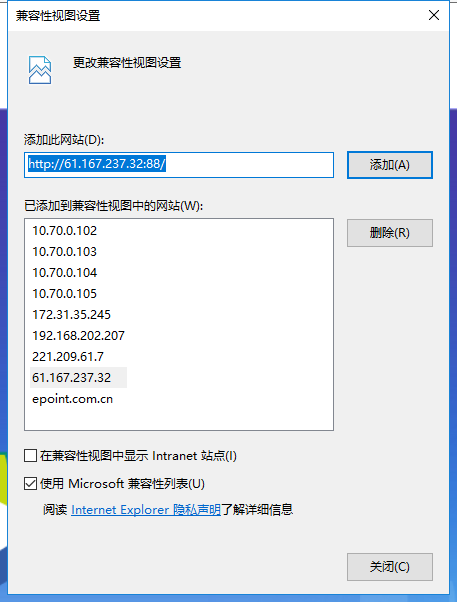 兼容性视图设置
更改兼容性视图设置
添加此网站(D):
http://61.167.237.32:88/
添加(A)
已添加到兼容性视图中的网站(W):
10.70.0.102
删除(R)
10.70.0.103
10.70.0.104
10.70.0.105
172.31.35.245
192.168.202.207
221.209.61.7
61.167.237.32
epoint.com.cn
在兼容性视图中显示 Intranet 站点(I)
使用 Microsoft 兼容性列表(U)
阅读 Internet Explorer 隐私声明了解详细信息
关闭(C)